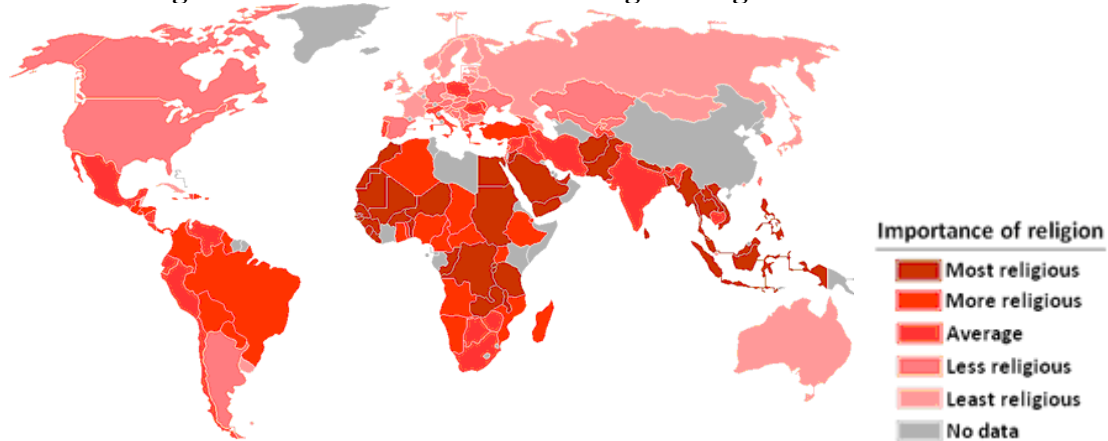 Importance of religion
Most religious
More religious
Average
Less religious
Least religious
No data